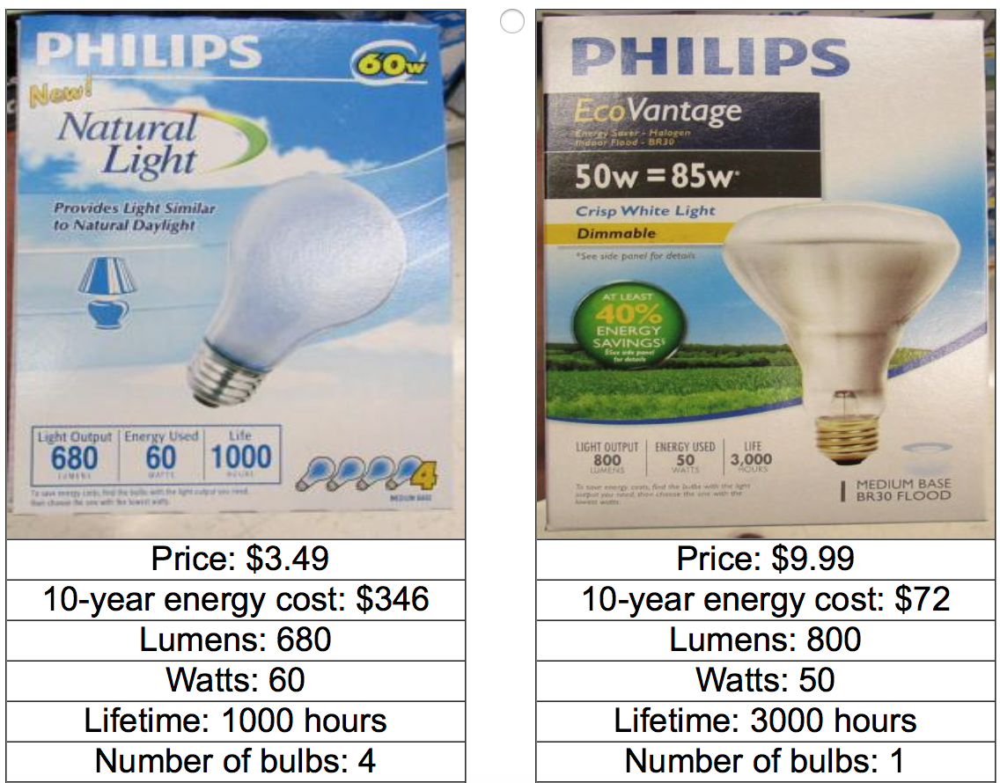 PHILIPS
60w
New!
Natural
Light
Provides Light Similar
to Natural Daylight
Light Output
680
LUMENS
Energy Used
60
WATTS
Life
1000
HOURS
To save energy costs, find the bulbs with the light output you need,
then choose the one with the lowest watts.
4
MEDIUM BASE
Price: $3.49
10-year energy cost: $346
Lumens: 680
Watts: 60
Lifetime: 1000 hours
Number of bulbs: 4
PHILIPS
EcoVantage
Energy Saver - Halogen
Indoor Flood - BR30
50w = 85w*
Crisp White Light
Dimmable
*See side panel for details
AT LEAST
40%
ENERGY
SAVINGS§
§See side panel
for details
LIGHT OUTPUT
800
LUMENS
ENERGY USED
50
WATTS
LIFE
3,000
HOURS
To save energy costs, find the bulbs with the light
output you need, then choose the one with the
lowest watts.
MEDIUM BASE
BR30 FLOOD
Price: $9.99
10-year energy cost: $72
Lumens: 800
Watts: 50
Lifetime: 3000 hours
Number of bulbs: 1